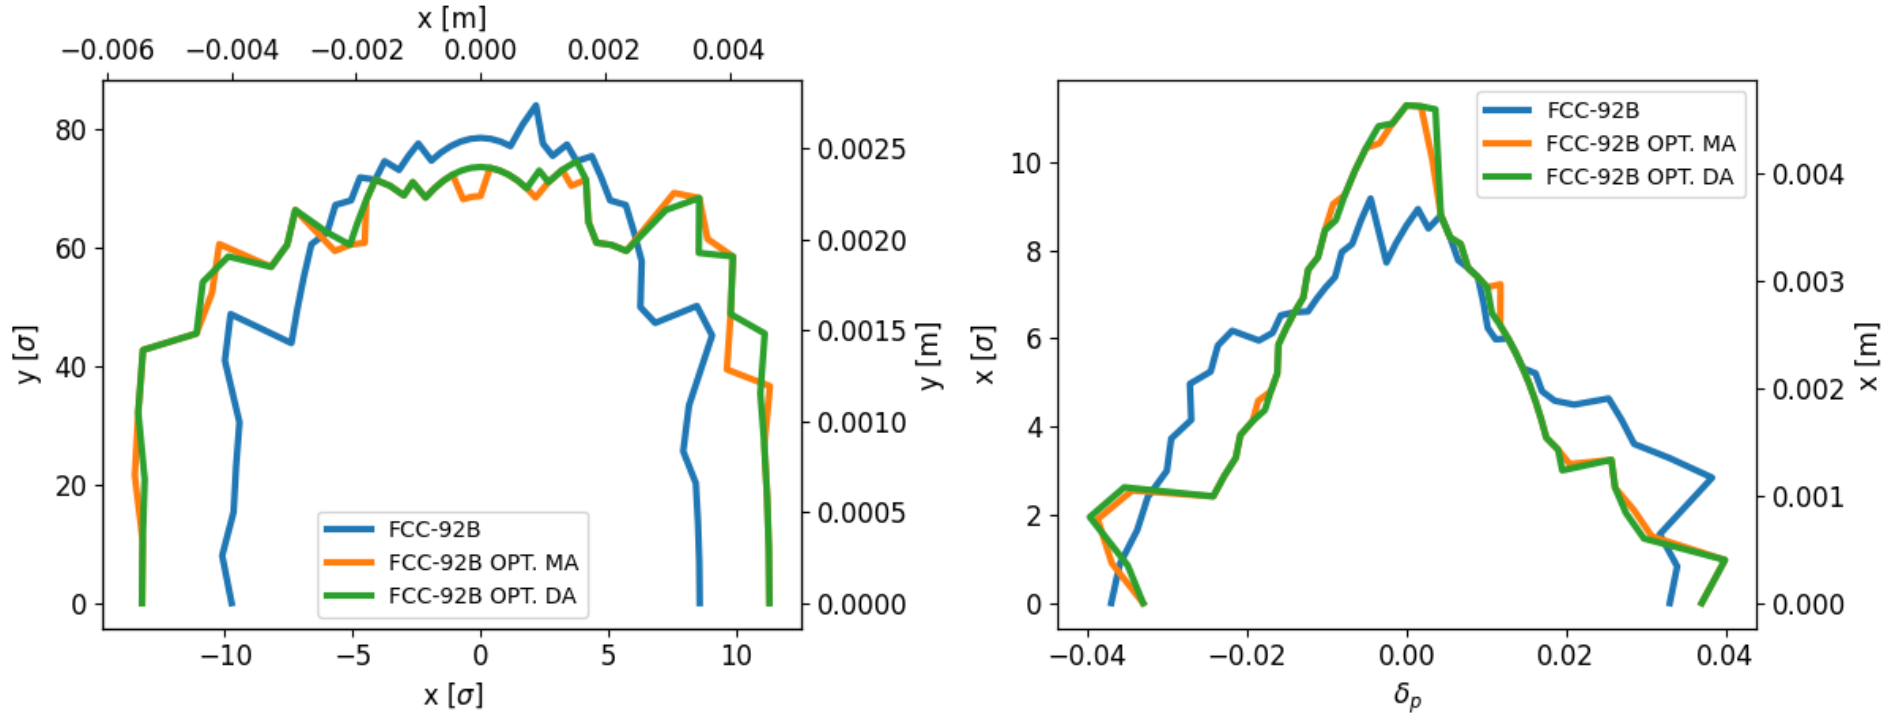 x [m]
−0.006 −0.004 −0.002 0.000 0.002 0.004
80
60
40
20
0
y [σ]
0.0025
0.0020
0.0015
0.0010
0.0005
0.0000
y [m]
FCC-92B
FCC-92B OPT. MA
FCC-92B OPT. DA
−10 −5 0 5 10
x [σ]
10
8
6
4
2
0
x [σ]
FCC-92B
FCC-92B OPT. MA
FCC-92B OPT. DA
0.004
0.003
0.002
0.001
0.000
x [m]
−0.04 −0.02 0.00 0.02 0.04
δp